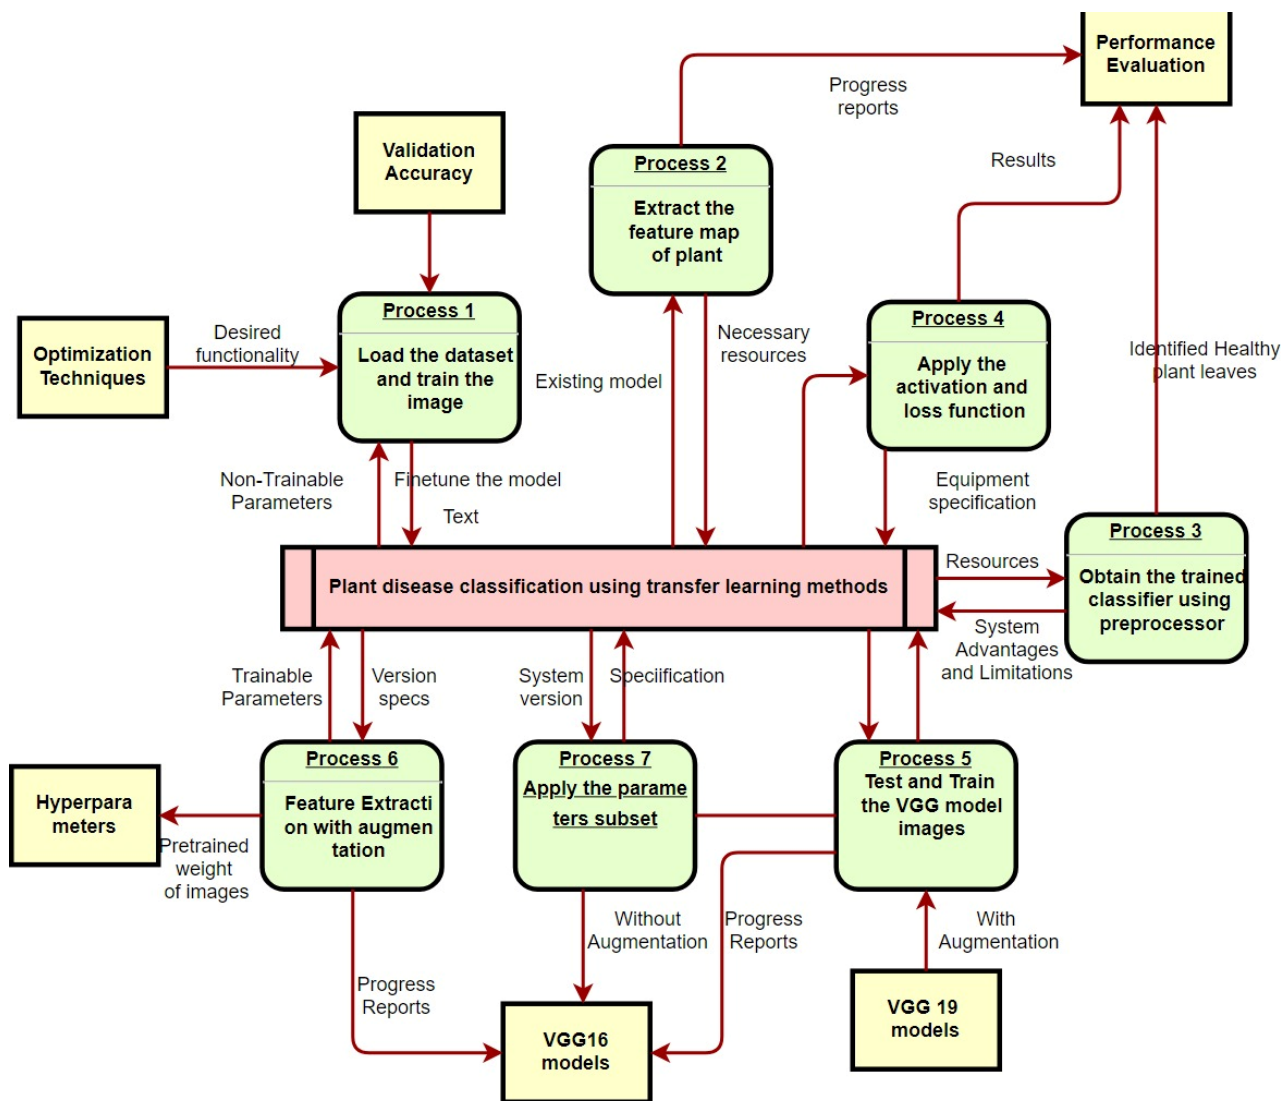 Performance
Evaluation
Progress
reports
Validation
Accuracy
Process 2
Extract the
feature map
of plant
Results
Process 1
Load the dataset
and train the
image
Optimization
Techniques
Desired
functionality
Process 4
Apply the
activation and
loss function
Necessary
resources
Existing model
Identified Healthy
plant leaves
Non-Trainable
Parameters
Finetune the model
Text
Equipment
specification
Process 3
Obtain the trained
classifier using
preprocessor
Resources
Plant disease classification using transfer learning methods
System
Advantages
and Limitations
Trainable
Parameters
Version
specs
System
version
Speciification
Process 6
Feature Extracti
on with augmen
tation
Process 7
Apply the parame
ters subset
Process 5
Test and Train
the VGG model
images
Hyperpara
meters
Pretrained
weight
of images
Without
Augmentation
Progress
Reports
With
Augmentation
Progress
Reports
VGG16
models
VGG 19
models